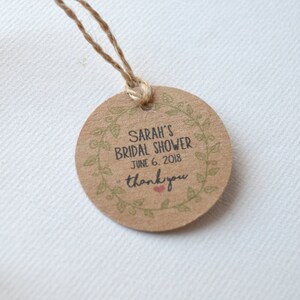 SARAH'S
BRIDAL SHOWER
JUNE 6, 2018
thank you